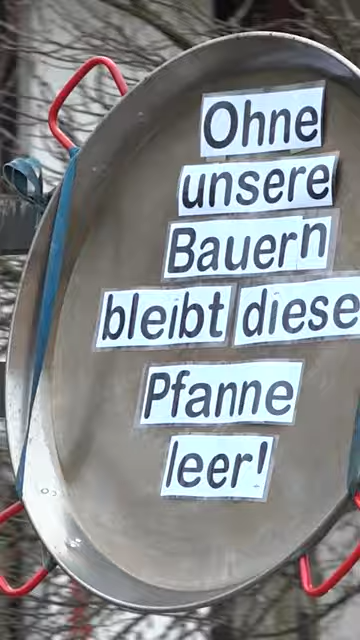 Ohne
unsere
Bauern
bleibt diese
Pfanne
leer!